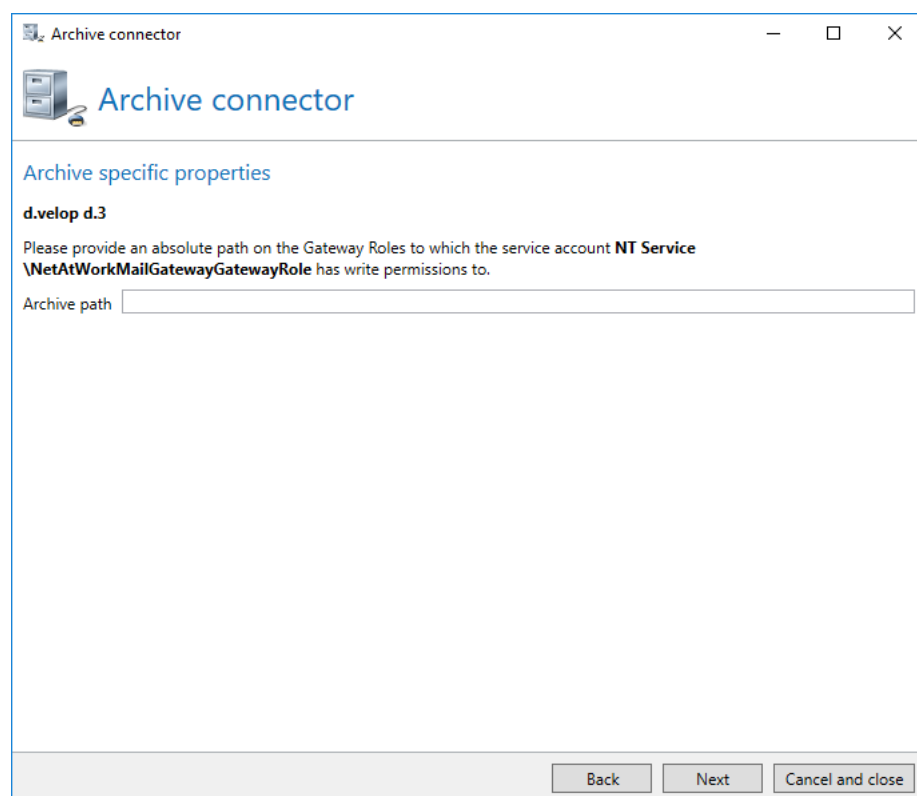 Archive connector
Archive connector
Archive specific properties
d.velop d.3
Please provide an absolute path on the Gateway Roles to which the service account NT Service
\NetAtWorkMailGatewayGatewayRole has write permissions to.
Archive path
Back Next Cancel and close